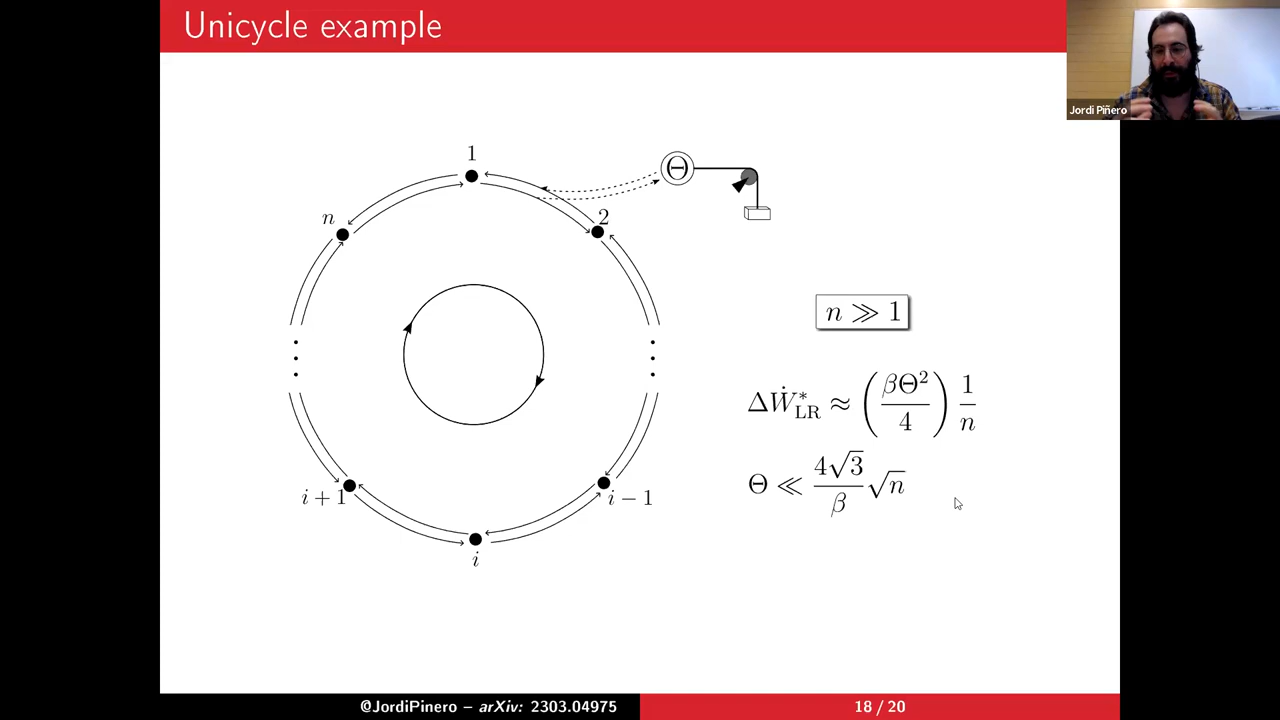 Unicycle example
Jordi Piñero
1
n
2
Θ
n ≫ 1
ΔẆ*_LR ≈ (βΘ²/4) 1/n
Θ ≪ (4√3/β) √n
i + 1
i − 1
i
@JordiPinero – arXiv: 2303.04975
18 / 20